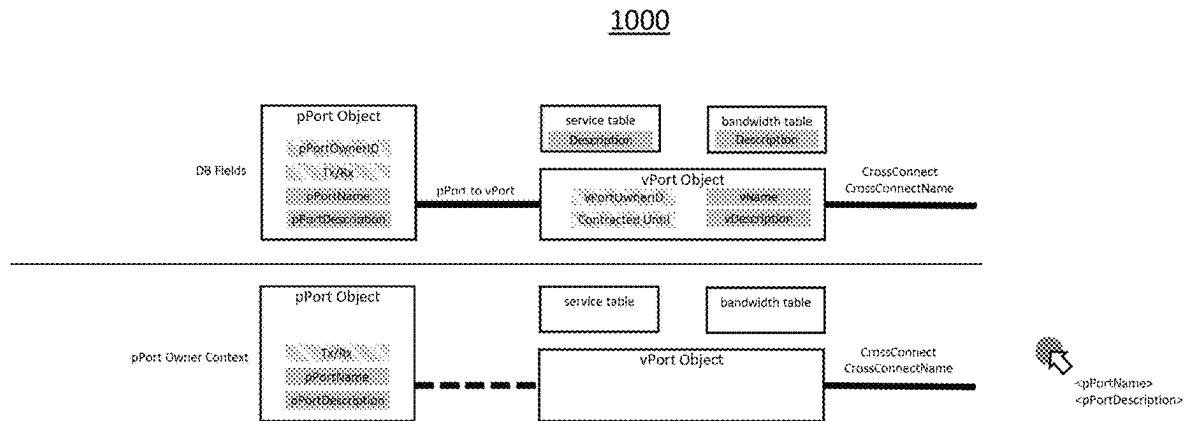 1000
pPort Object
pPortOwnerID
Tx/Rx
pPortName
pPortDescription
DB Fields
pPort to vPort
service table
Description
bandwidth table
Description
vPort Object
vPortOwnerID
vName
Contracted Until
vDescription
CrossConnect
CrossConnectName
pPort Object
Tx/Rx
pPortName
pPortDescription
pPort Owner Context
service table
bandwidth table
vPort Object
CrossConnect
CrossConnectName
<pPortName>
<pPortDescription>